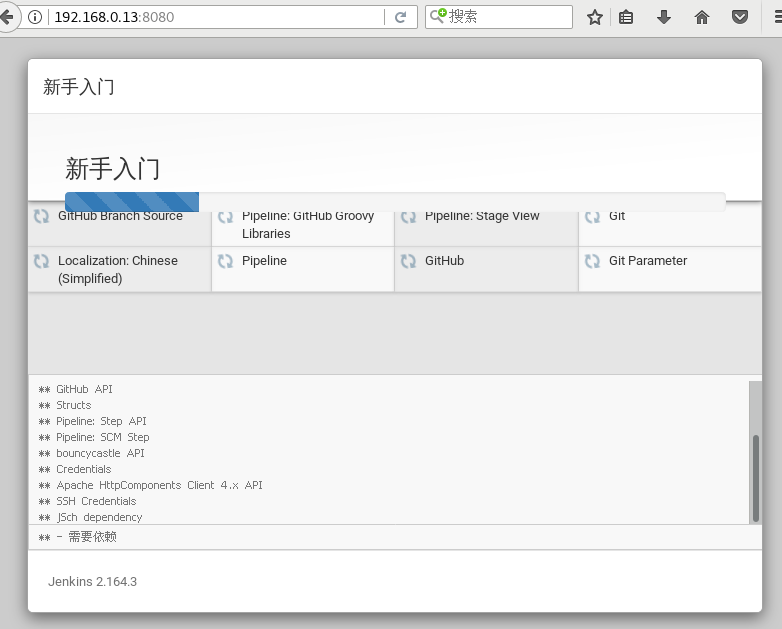 192.168.0.13:8080
搜索
新手入门
新手入门
GitHub Branch Source
Pipeline: GitHub Groovy
Libraries
Pipeline: Stage View
Git
Localization: Chinese
(Simplified)
Pipeline
GitHub
Git Parameter
** GitHub API
** Structs
** Pipeline: Step API
** Pipeline: SCM Step
** bouncycastle API
** Credentials
** Apache HttpComponents Client 4.x API
** SSH Credentials
** JSch dependency
** - 需要依赖
Jenkins 2.164.3